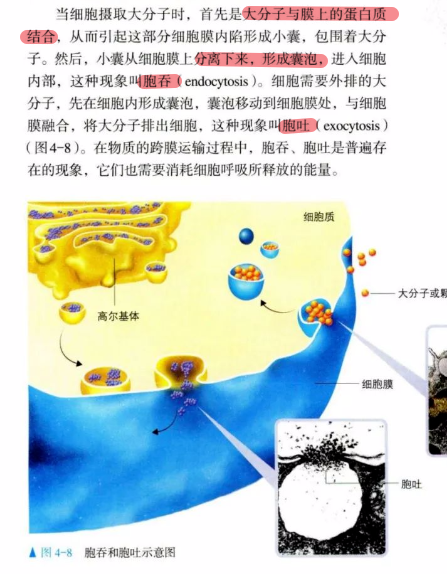 当细胞摄取大分子时，首先是大分子与膜上的蛋白质
结合，从而引起这部分细胞膜内陷形成小囊，包围着大分
子。然后，小囊从细胞膜上分离下来，形成囊泡，进入细胞
内部，这种现象叫胞吞（endocytosis）。细胞需要外排的大
分子，先在细胞内形成囊泡，囊泡移动到细胞膜处，与细胞
膜融合，将大分子排出细胞，这种现象叫胞吐（exocytosis）
（图4-8）。在物质的跨膜运输过程中，胞吞、胞吐是普遍存
在的现象，它们也需要消耗细胞呼吸所释放的能量。
细胞质
大分子或颗
高尔基体
细胞膜
胞吐
▲ 图 4-8 胞吞和胞吐示意图